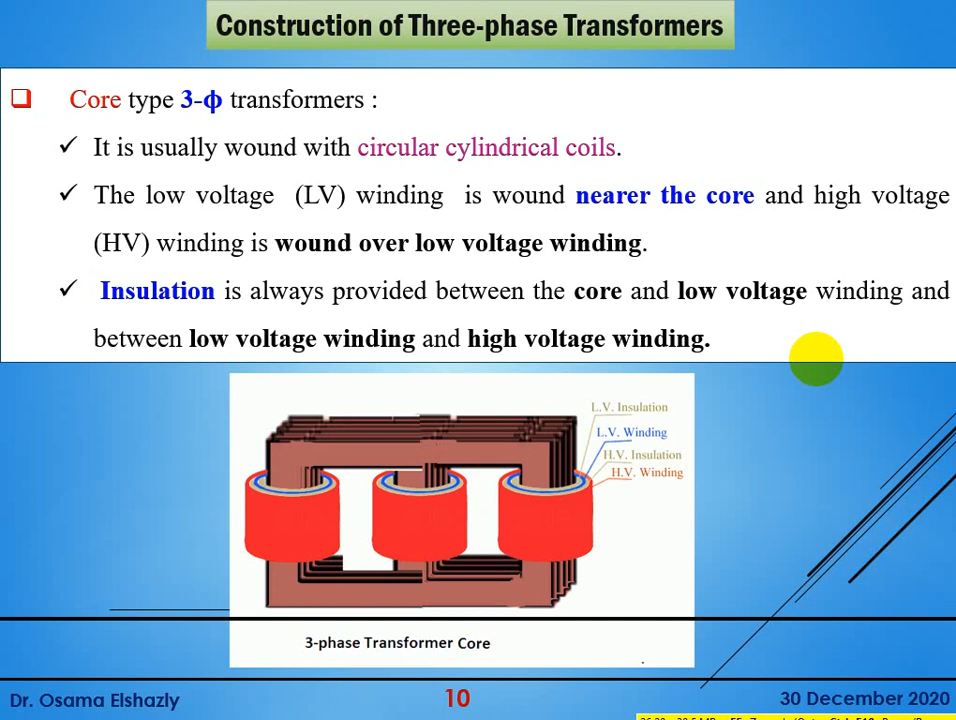 Construction of Three-phase Transformers
Core type 3-ф transformers :
It is usually wound with circular cylindrical coils.
The low voltage (LV) winding is wound nearer the core and high voltage
(HV) winding is wound over low voltage winding.
Insulation is always provided between the core and low voltage winding and
between low voltage winding and high voltage winding.
L.V. Insulation
L.V. Winding
H.V. Insulation
H.V. Winding
3-phase Transformer Core
Dr. Osama Elshazly
10
30 December 2020